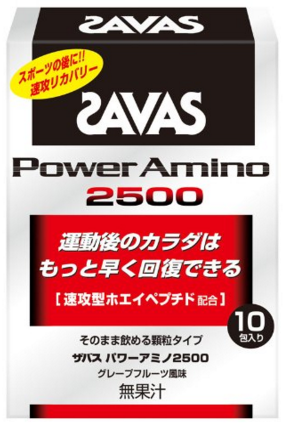 SAVAS
スポーツの後に!!
速攻リカバリー
SAVAS
Power Amino
2500
運動後のカラダは
もっと早く回復できる
[速攻型ホエイペプチド配合]
10
包入り
そのまま飲める顆粒タイプ
ザバス パワーアミノ2500
グレープフルーツ風味
無果汁